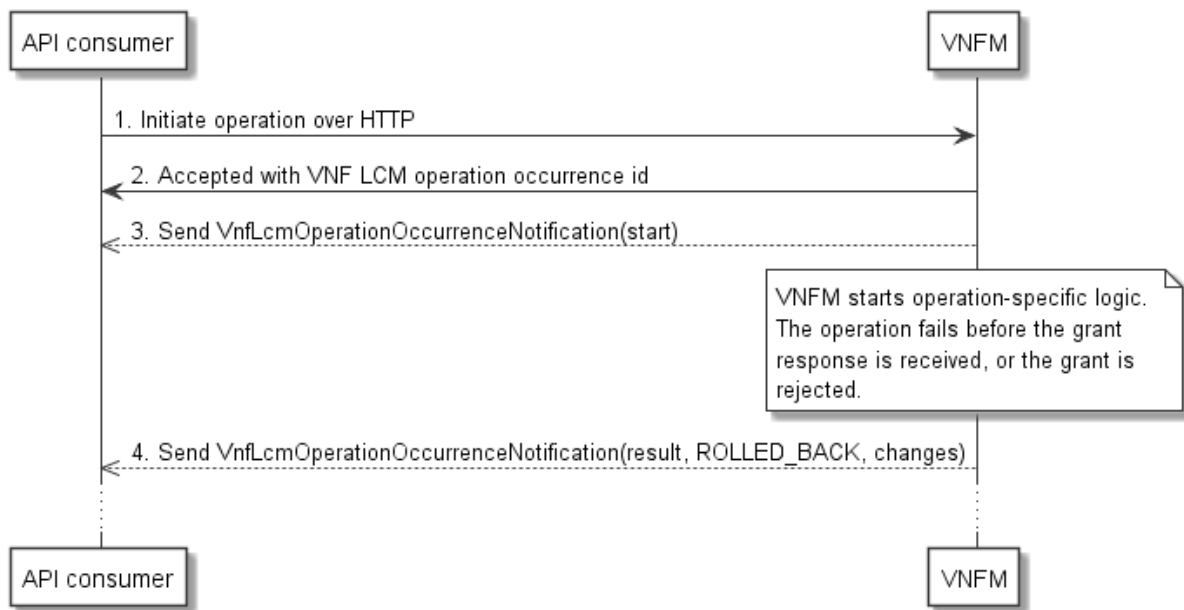 API consumer
VNFM
1. Initiate operation over HTTP
2. Accepted with VNF LCM operation occurrence id
3. Send VnfLcmOperationOccurrenceNotification(start)
VNFM starts operation-specific logic.
The operation fails before the grant
response is received, or the grant is
rejected.
4. Send VnfLcmOperationOccurrenceNotification(result, ROLLED_BACK, changes)
API consumer
VNFM